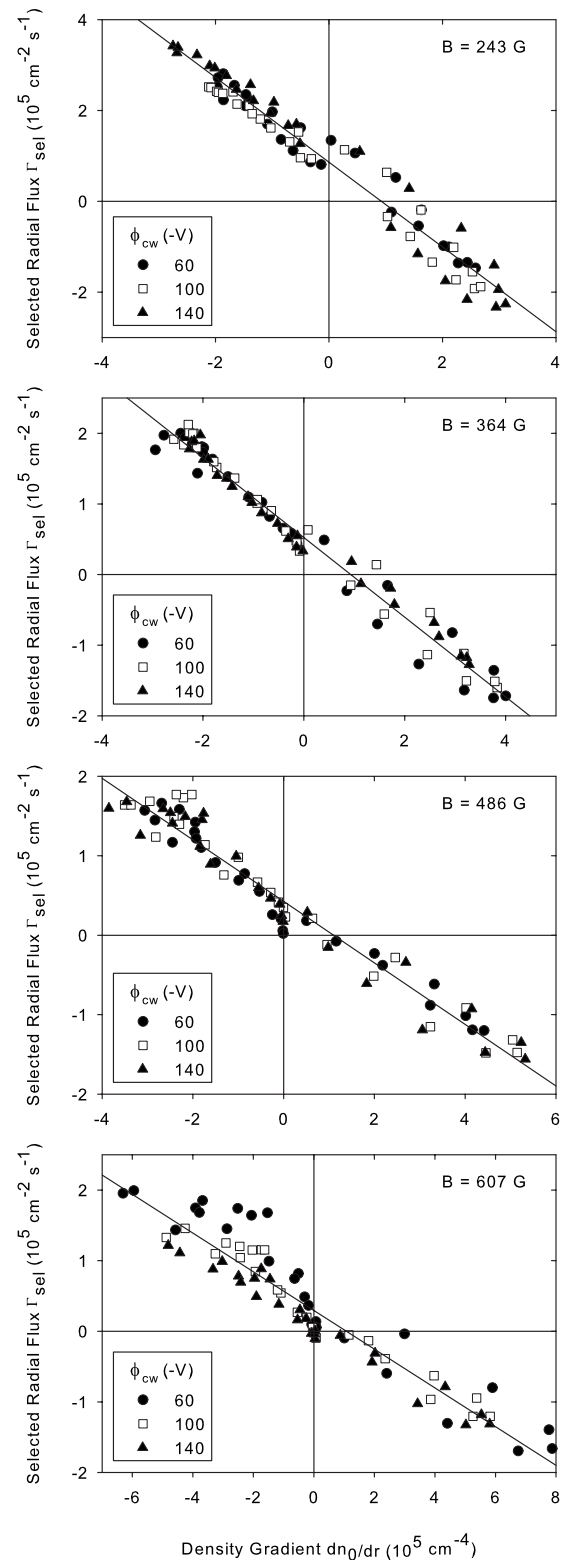 Selected Radial Flux Γsel (10^5 cm^-2 s^-1)
4
2
0
-2
B = 243 G
ϕcw (-V)
60
100
140
-4 -2 0 2 4
Selected Radial Flux Γsel (10^5 cm^-2 s^-1)
2
1
0
-1
-2
B = 364 G
ϕcw (-V)
60
100
140
-4 -2 0 2 4
Selected Radial Flux Γsel (10^5 cm^-2 s^-1)
2
1
0
-1
-2
B = 486 G
ϕcw (-V)
60
100
140
-4 -2 0 2 4 6
Selected Radial Flux Γsel (10^5 cm^-2 s^-1)
2
1
0
-1
-2
B = 607 G
ϕcw (-V)
60
100
140
-6 -4 -2 0 2 4 6 8
Density Gradient dn0/dr (10^5 cm^-4)